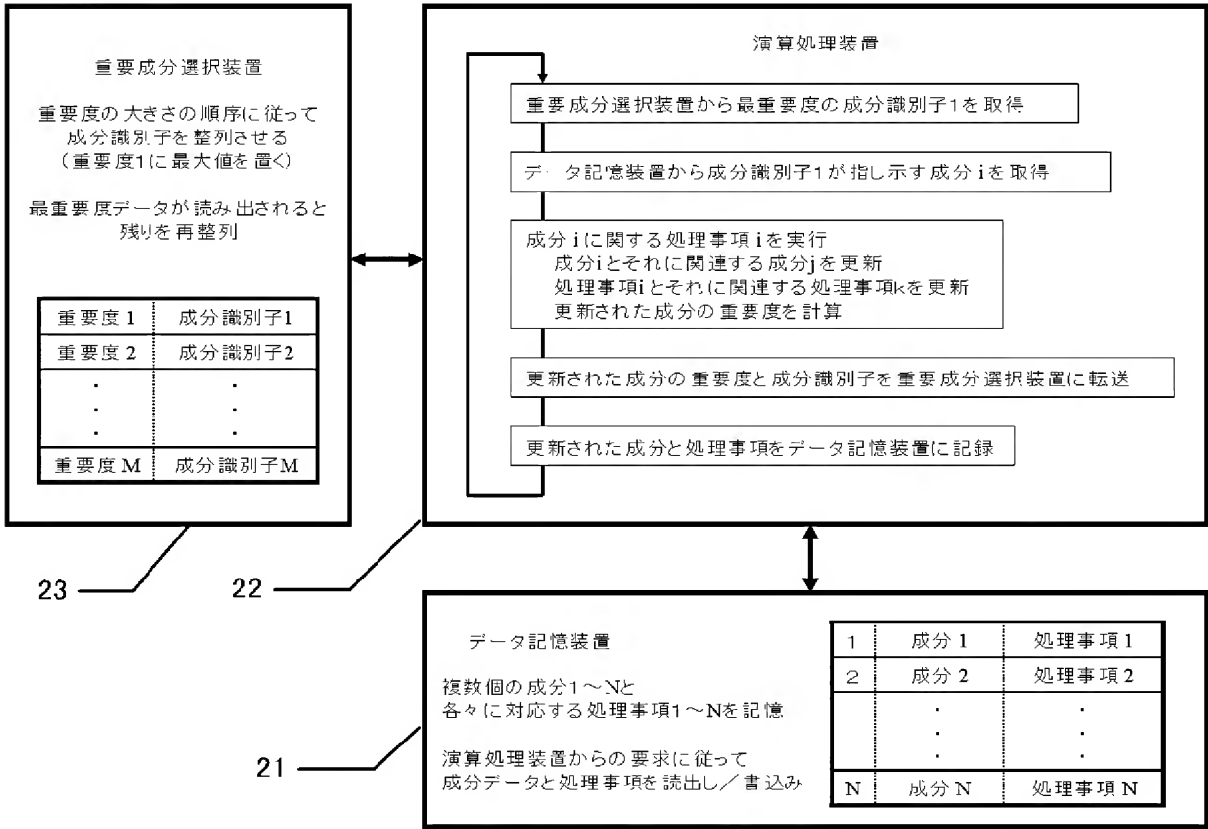 重要成分選択装置
重要度の大きさの順序に従って
成分識別子を整列させる
（重要度1に最大値を置く）
最重要度データが読み出されると
残りを再整列
重要度1 成分識別子1
重要度2 成分識別子2
・ ・
・ ・
・ ・
重要度M 成分識別子M
23
演算処理装置
重要成分選択装置から最重要度の成分識別子1を取得
データ記憶装置から成分識別子1が指し示す成分iを取得
成分iに関する処理事項iを実行
成分iとそれに関連する成分jを更新
処理事項iとそれに関連する処理事項kを更新
更新された成分の重要度を計算
更新された成分の重要度と成分識別子を重要成分選択装置に転送
更新された成分と処理事項をデータ記憶装置に記録
22
データ記憶装置
複数個の成分1～Nと
各々に対応する処理事項1～Nを記憶
演算処理装置からの要求に従って
成分データと処理事項を読出し／書込み
1 成分1 処理事項1
2 成分2 処理事項2
・ ・
・ ・
・ ・
N 成分N 処理事項N
21